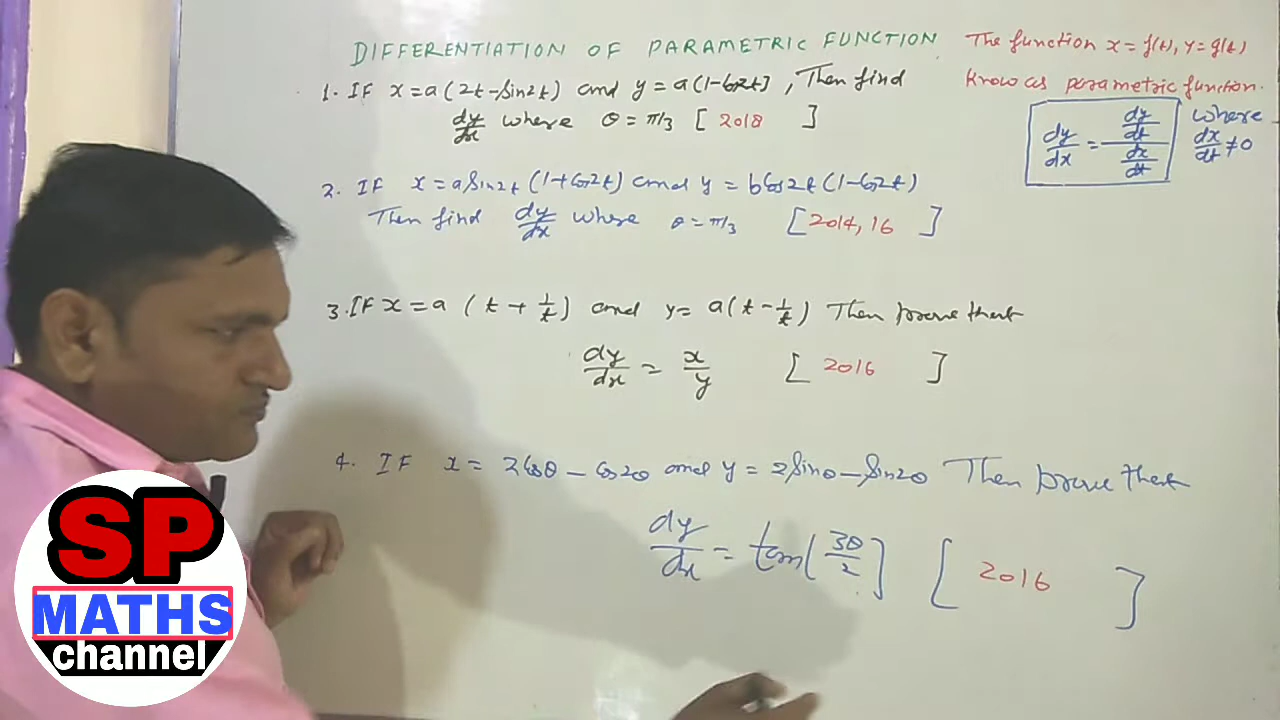 DIFFERENTIATION OF PARAMETRIC FUNCTION
The function x = f(t), y = g(t)
Know as parametric function.
dy/dx = (dy/dt)/(dx/dt) where dx/dt ≠ 0
1. IF x = a(2t - Sin2t) and y = a(1 - Cos2t], Then find
dy/dx where θ = π/3 [ 2018 ]
2. IF x = a Sin2t (1 + Cos2t) and y = b Cos2t (1 - Cos2t)
Then find dy/dx where θ = π/3 [ 2014, 16 ]
3. IF x = a (t + 1/t) and y = a(t - 1/t) Then prove that
dy/dx = x/y [ 2016 ]
4. IF x = 2Cosθ - Cos2θ and y = 2Sinθ - Sin2θ Then prove that
dy/dx = tan(3θ/2] [ 2016 ]
SP
MATHS
channel